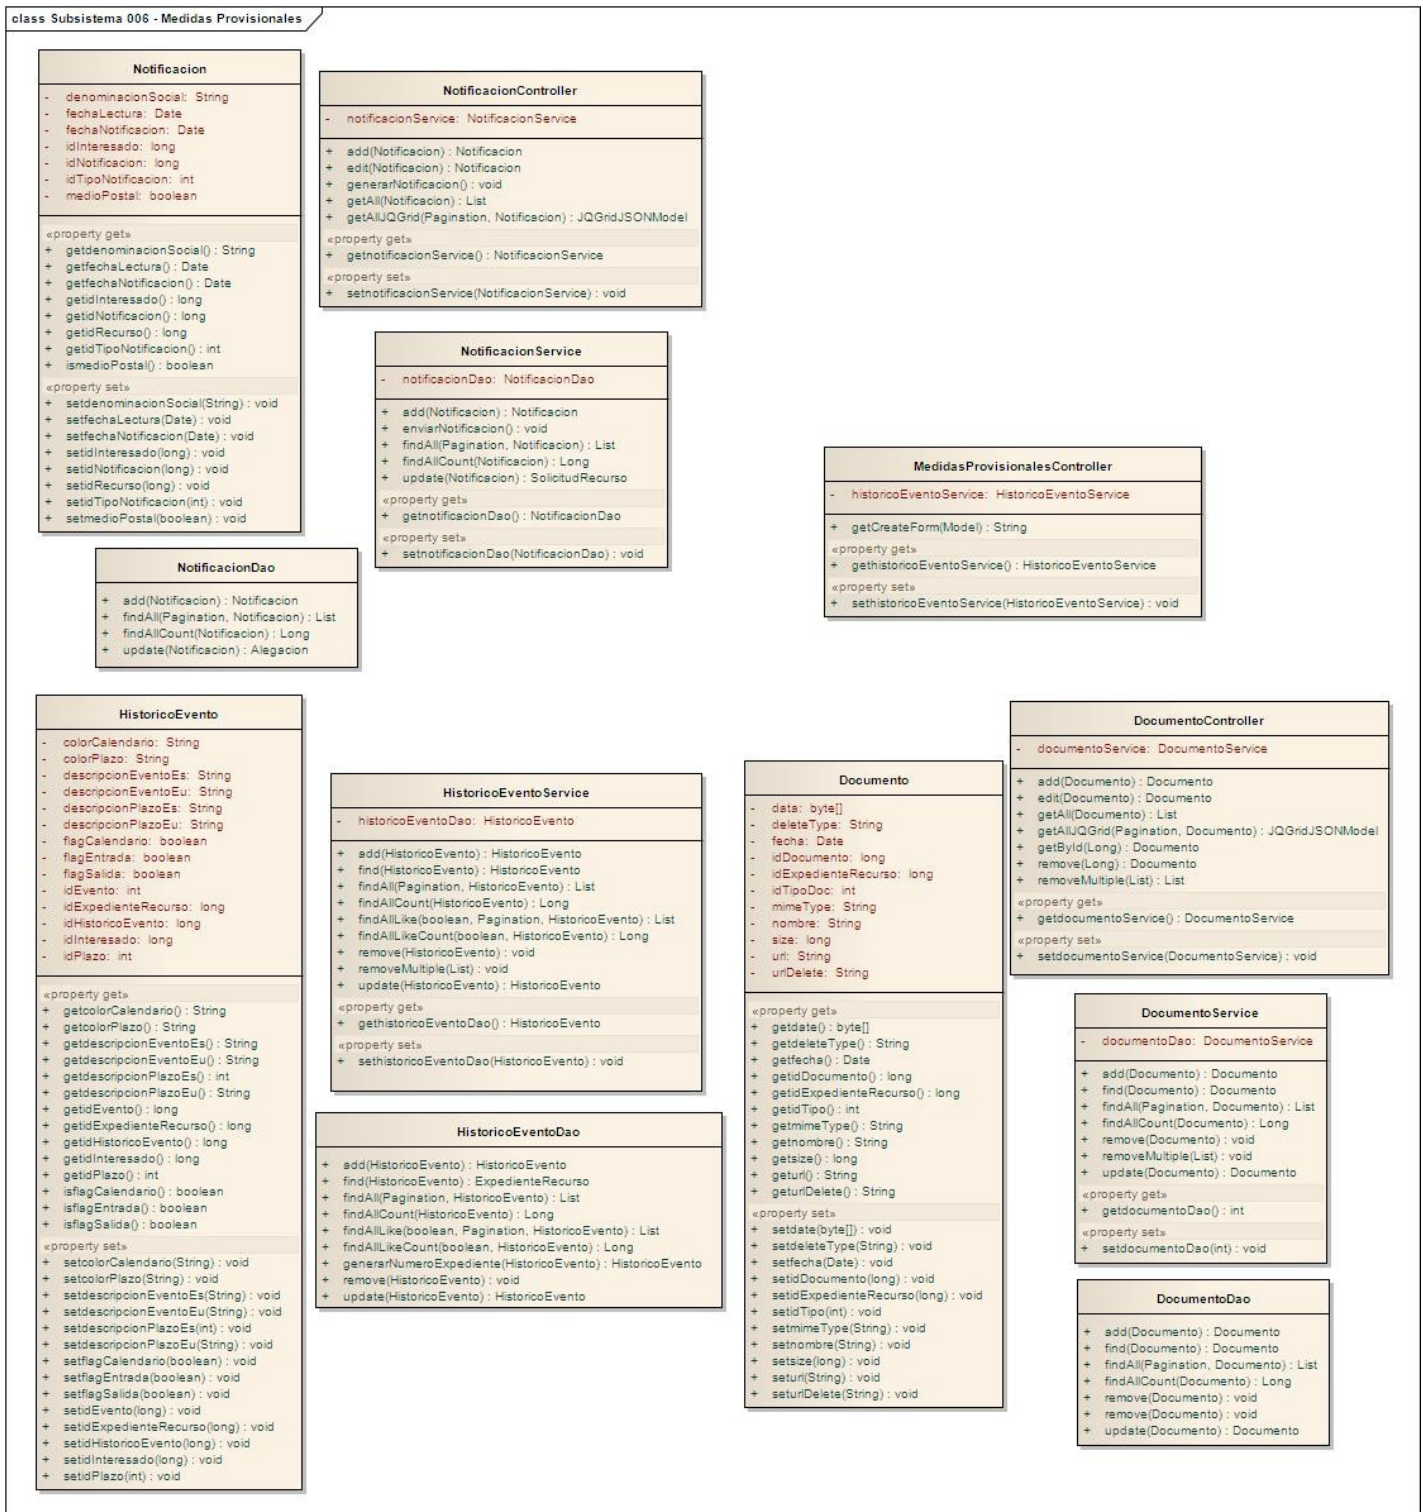 class Subsistema 006 - Medidas Provisionales
Notificacion
- denominacionSocial: String
- fechaLectura: Date
- fechaNotificacion: Date
- idInteresado: long
- idNotificacion: long
- idTipoNotificacion: int
- medioPostal: boolean
«property get»
+ getdenominacionSocial() : String
+ getfechaLectura() : Date
+ getfechaNotificacion() : Date
+ getidInteresado() : long
+ getidNotificacion() : long
+ getidRecurso() : long
+ getidTipoNotificacion() : int
+ ismedioPostal() : boolean
«property set»
+ setdenominacionSocial(String) : void
+ setfechaLectura(Date) : void
+ setfechaNotificacion(Date) : void
+ setidInteresado(long) : void
+ setidNotificacion(long) : void
+ setidRecurso(long) : void
+ setidTipoNotificacion(int) : void
+ setmedioPostal(boolean) : void
NotificacionController
- notificacionService: NotificacionService
+ add(Notificacion) : Notificacion
+ edit(Notificacion) : Notificacion
+ generarNotificacion() : void
+ getAll(Notificacion) : List
+ getAllJQGrid(Pagination, Notificacion) : JQGridJSONModel
«property get»
+ getnotificacionService() : NotificacionService
«property set»
+ setnotificacionService(NotificacionService) : void
NotificacionService
- notificacionDao: NotificacionDao
+ add(Notificacion) : Notificacion
+ enviarNotificacion() : void
+ findAll(Pagination, Notificacion) : List
+ findAllCount(Notificacion) : Long
+ update(Notificacion) : SolicitudRecurso
«property get»
+ getnotificacionDao() : NotificacionDao
«property set»
+ setnotificacionDao(NotificacionDao) : void
MedidasProvisionalesController
- historicoEventoService: HistoricoEventoService
+ getCreateForm(Model) : String
«property get»
+ gethistoricoEventoService() : HistoricoEventoService
«property set»
+ sethistoricoEventoService(HistoricoEventoService) : void
NotificacionDao
+ add(Notificacion) : Notificacion
+ findAll(Pagination, Notificacion) : List
+ findAllCount(Notificacion) : Long
+ update(Notificacion) : Alegacion
HistoricoEvento
- colorCalendario: String
- colorPlazo: String
- descripcionEventoEs: String
- descripcionEventoEu: String
- descripcionPlazoEs: String
- descripcionPlazoEu: String
- flagCalendario: boolean
- flagEntrada: boolean
- flagSalida: boolean
- idEvento: int
- idExpedienteRecurso: long
- idHistoricoEvento: long
- idInteresado: long
- idPlazo: int
«property get»
+ getcolorCalendario() : String
+ getcolorPlazo() : String
+ getdescripcionEventoEs() : String
+ getdescripcionEventoEu() : String
+ getdescripcionPlazoEs() : int
+ getdescripcionPlazoEu() : String
+ getidEvento() : long
+ getidExpedienteRecurso() : long
+ getidHistoricoEvento() : long
+ getidInteresado() : long
+ getidPlazo() : int
+ isflagCalendario() : boolean
+ isflagEntrada() : boolean
+ isflagSalida() : boolean
«property set»
+ setcolorCalendario(String) : void
+ setcolorPlazo(String) : void
+ setdescripcionEventoEs(String) : void
+ setdescripcionEventoEu(String) : void
+ setdescripcionPlazoEs(int) : void
+ setdescripcionPlazoEu(String) : void
+ setflagCalendario(boolean) : void
+ setflagEntrada(boolean) : void
+ setflagSalida(boolean) : void
+ setidEvento(long) : void
+ setidExpedienteRecurso(long) : void
+ setidHistoricoEvento(long) : void
+ setidInteresado(long) : void
+ setidPlazo(int) : void
HistoricoEventoService
- historicoEventoDao: HistoricoEvento
+ add(HistoricoEvento) : HistoricoEvento
+ find(HistoricoEvento) : HistoricoEvento
+ findAll(Pagination, HistoricoEvento) : List
+ findAllCount(HistoricoEvento) : Long
+ findAllLike(boolean, Pagination, HistoricoEvento) : List
+ findAllLikeCount(boolean, HistoricoEvento) : Long
+ remove(HistoricoEvento) : void
+ removeMultiple(List) : void
+ update(HistoricoEvento) : HistoricoEvento
«property get»
+ gethistoricoEventoDao() : HistoricoEvento
«property set»
+ sethistoricoEventoDao(HistoricoEvento) : void
HistoricoEventoDao
+ add(HistoricoEvento) : HistoricoEvento
+ find(HistoricoEvento) : ExpedienteRecurso
+ findAll(Pagination, HistoricoEvento) : List
+ findAllCount(HistoricoEvento) : Long
+ findAllLike(boolean, Pagination, HistoricoEvento) : List
+ findAllLikeCount(boolean, HistoricoEvento) : Long
+ generarNumeroExpediente(HistoricoEvento) : HistoricoEvento
+ remove(HistoricoEvento) : void
+ update(HistoricoEvento) : HistoricoEvento
Documento
- data: byte[]
- deleteType: String
- fecha: Date
- idDocumento: long
- idExpedienteRecurso: long
- idTipoDoc: int
- mimeType: String
- nombre: String
- size: long
- url: String
- urlDelete: String
«property get»
+ getdate() : byte[]
+ getdeleteType() : String
+ getfecha() : Date
+ getidDocumento() : long
+ getidExpedienteRecurso() : long
+ getidTipo() : int
+ getmimeType() : String
+ getnombre() : String
+ getsize() : long
+ geturl() : String
+ geturlDelete() : String
«property set»
+ setdate(byte[]) : void
+ setdeleteType(String) : void
+ setfecha(Date) : void
+ setidDocumento(long) : void
+ setidExpedienteRecurso(long) : void
+ setidTipo(int) : void
+ setmimeType(String) : void
+ setnombre(String) : void
+ setsize(long) : void
+ seturl(String) : void
+ seturlDelete(String) : void
DocumentoController
- documentoService: DocumentoService
+ add(Documento) : Documento
+ edit(Documento) : Documento
+ getAll(Documento) : List
+ getAllJQGrid(Pagination, Documento) : JQGridJSONModel
+ getById(Long) : Documento
+ remove(Long) : Documento
+ removeMultiple(List) : List
«property get»
+ getdocumentoService() : DocumentoService
«property set»
+ setdocumentoService(DocumentoService) : void
DocumentoService
- documentoDao: DocumentoService
+ add(Documento) : Documento
+ find(Documento) : Documento
+ findAll(Pagination, Documento) : List
+ findAllCount(Documento) : Long
+ remove(Documento) : void
+ removeMultiple(List) : void
+ update(Documento) : Documento
«property get»
+ getdocumentoDao() : int
«property set»
+ setdocumentoDao(int) : void
DocumentoDao
+ add(Documento) : Documento
+ find(Documento) : Documento
+ findAll(Pagination, Documento) : List
+ findAllCount(Documento) : Long
+ remove(Documento) : void
+ remove(Documento) : void
+ update(Documento) : Documento